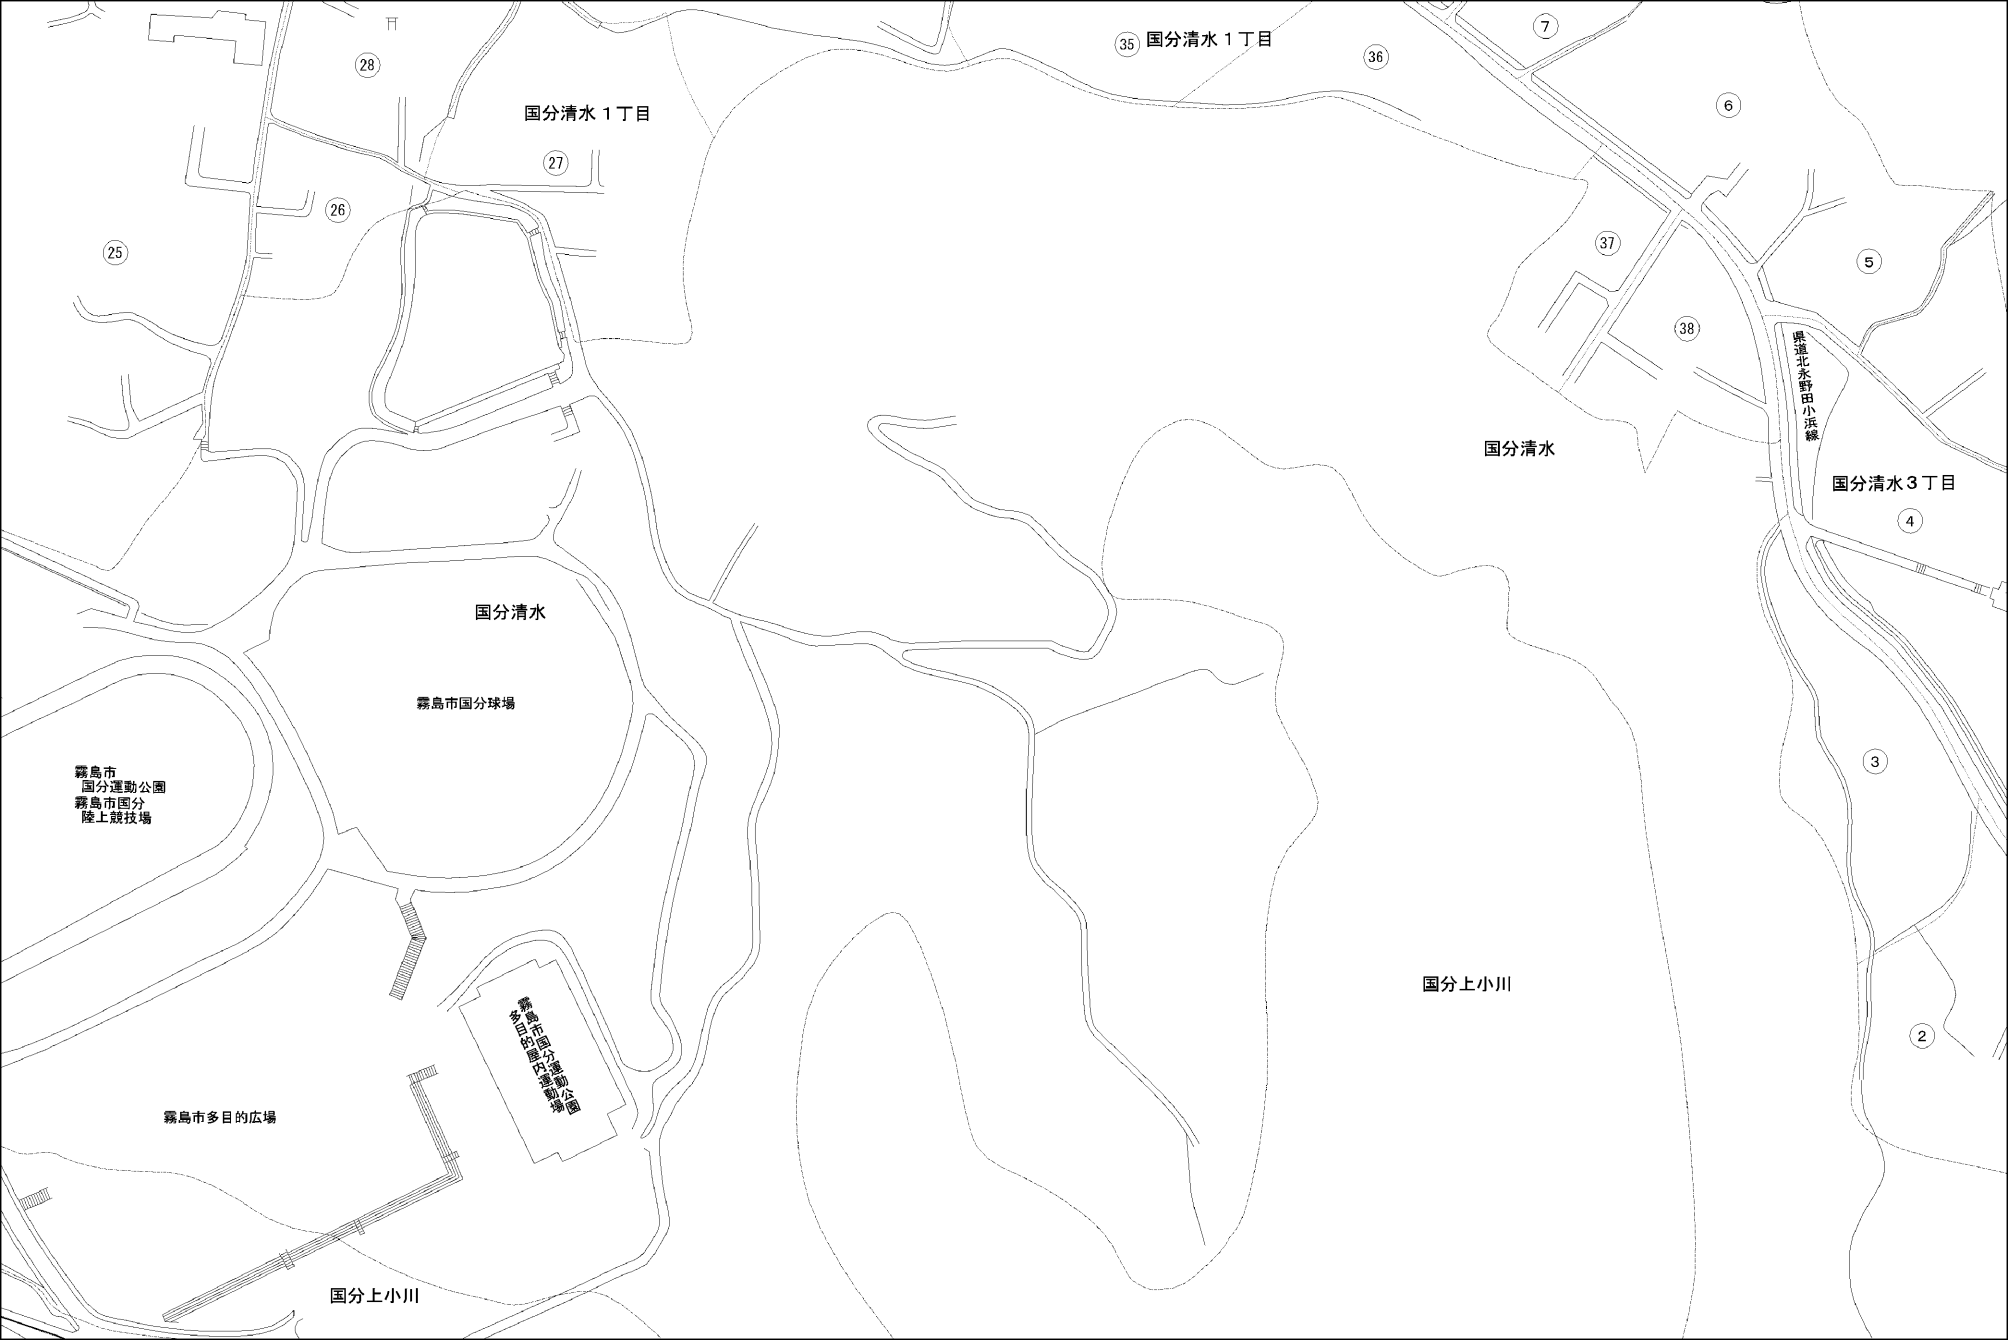 7
35
国分清水1丁目
36
28
6
国分清水1丁目
27
26
37
25
5
38
県道北永野田小浜線
国分清水
国分清水3丁目
4
国分清水
霧島市国分球場
3
霧島市
国分運動公園
霧島市国分
陸上競技場
国分上小川
霧島市国分運動公園
多目的屋内運動場
2
霧島市多目的広場
国分上小川